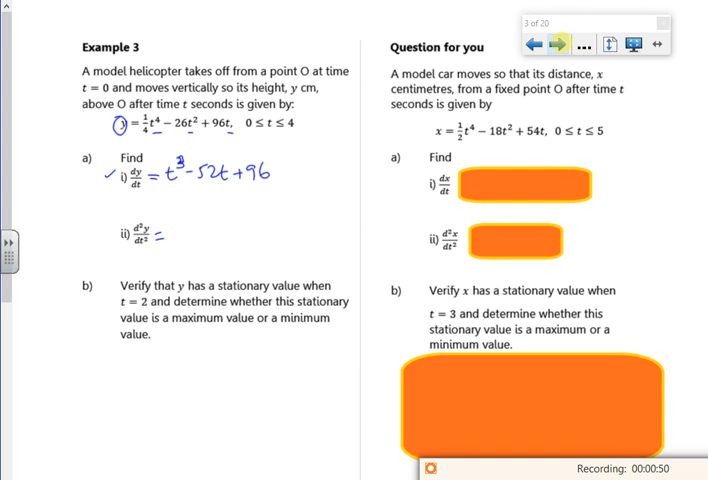 3 of 20
Example 3
A model helicopter takes off from a point O at time
t = 0 and moves vertically so its height, y cm,
above O after time t seconds is given by:
y = 1/4 t⁴ − 26t² + 96t, 0 ≤ t ≤ 4
a) Find
✓ i) dy/dt = t³ - 52t + 96
ii) d²y/dt² =
b) Verify that y has a stationary value when
t = 2 and determine whether this stationary
value is a maximum value or a minimum
value.
Question for you
A model car moves so that its distance, x
centimetres, from a fixed point O after time t
seconds is given by
x = 1/2 t⁴ − 18t² + 54t, 0 ≤ t ≤ 5
a) Find
i) dx/dt
ii) d²x/dt²
b) Verify x has a stationary value when
t = 3 and determine whether this
stationary value is a maximum or a
minimum value.
Recording: 00:00:50